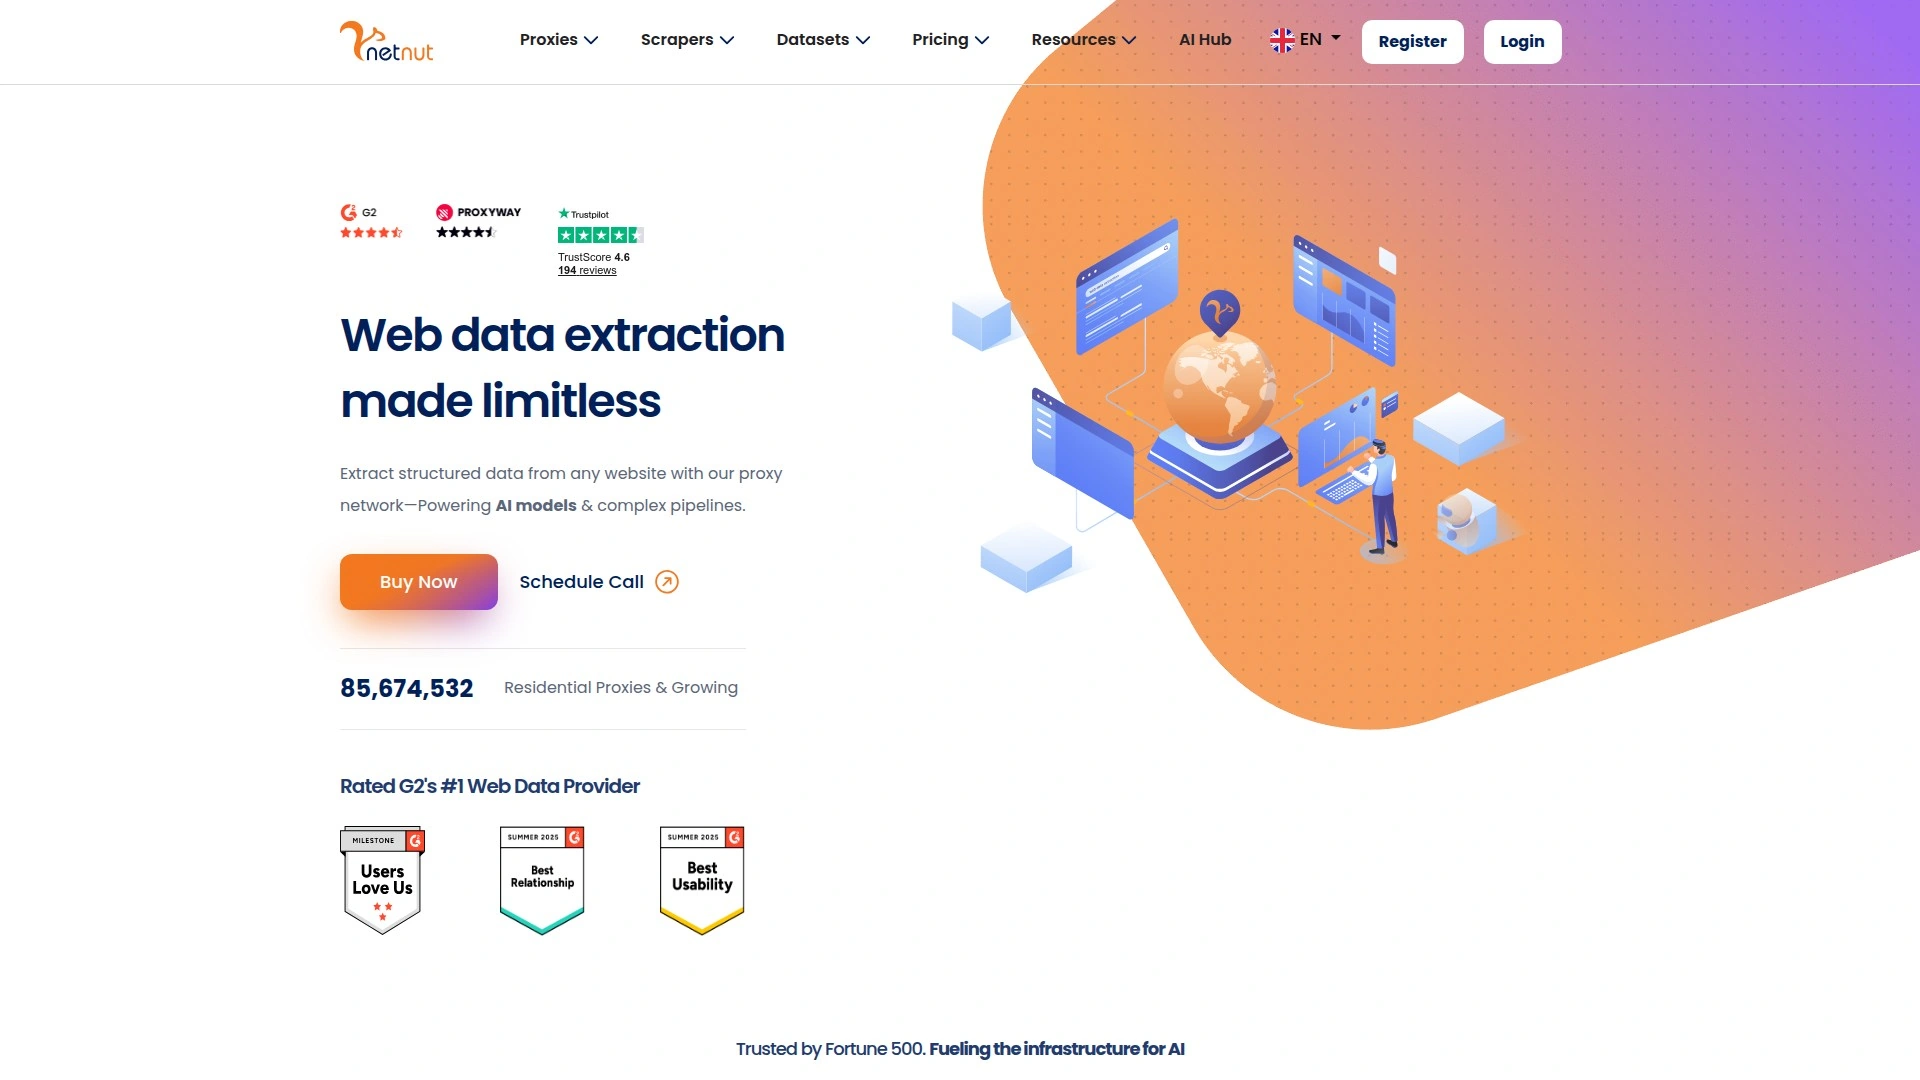 netnut
Proxies
Scrapers
Datasets
Pricing
Resources
AI Hub
EN
Register
Login
G2
PROXYWAY
Trustpilot
TrustScore 4.6
194 reviews
Web data extraction
made limitless
Extract structured data from any website with our proxy
network—Powering AI models & complex pipelines.
Buy Now
Schedule Call
85,674,532
Residential Proxies & Growing
Rated G2's #1 Web Data Provider
MILESTONE
Users
Love Us
SUMMER 2025
Best
Relationship
SUMMER 2025
Best
Usability
Trusted by Fortune 500. Fueling the infrastructure for AI